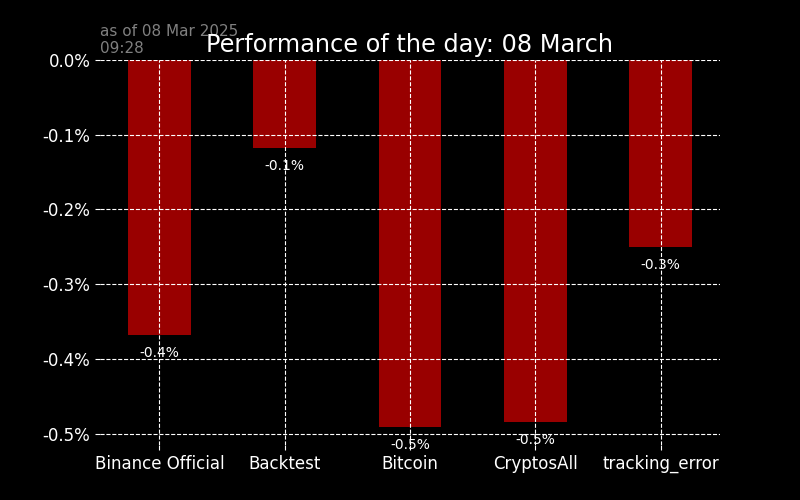 as of 08 Mar 2025
09:28
Performance of the day: 08 March
0.0%
-0.1%
-0.2%
-0.3%
-0.4%
-0.5%
-0.4%
-0.1%
-0.5%
-0.5%
-0.3%
Binance Official
Backtest
Bitcoin
CryptosAll
tracking_error